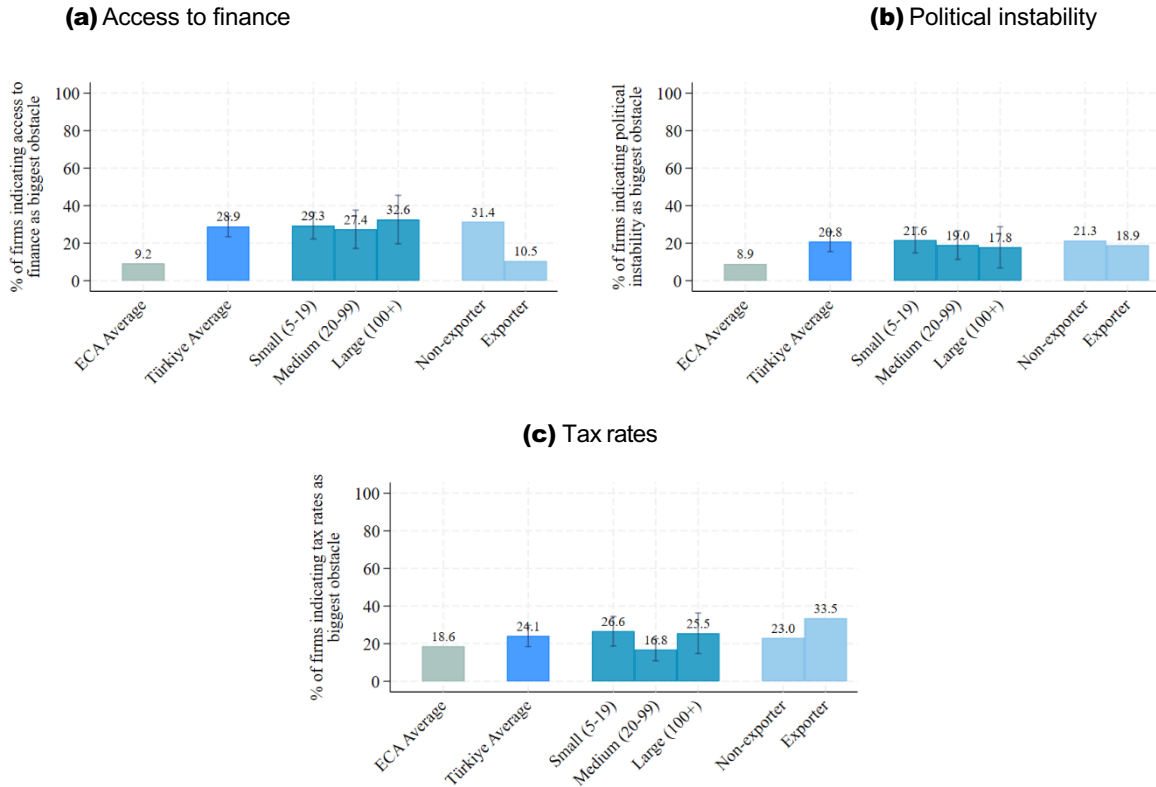 (a) Access to finance
% of firms indicating access to
finance as biggest obstacle
100
80
60
40
20
0
9.2
28.9
29.3
27.4
32.6
31.4
10.5
ECA Average
Türkiye Average
Small (5-19)
Medium (20-99)
Large (100+)
Non-exporter
Exporter
(b) Political instability
% of firms indicating political
instability as biggest obstacle
100
80
60
40
20
0
8.9
20.8
21.6
19.0
17.8
21.3
18.9
ECA Average
Türkiye Average
Small (5-19)
Medium (20-99)
Large (100+)
Non-exporter
Exporter
(c) Tax rates
% of firms indicating tax rates as
biggest obstacle
100
80
60
40
20
0
18.6
24.1
26.6
16.8
25.5
23.0
33.5
ECA Average
Türkiye Average
Small (5-19)
Medium (20-99)
Large (100+)
Non-exporter
Exporter